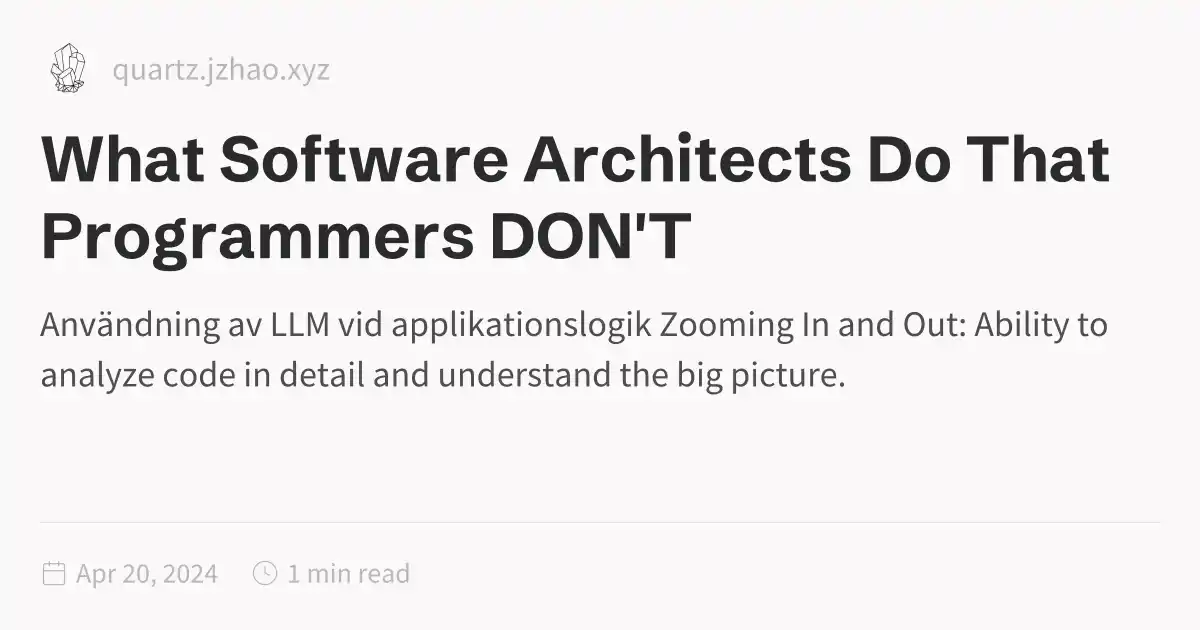 quartz.jzhao.xyz
What Software Architects Do That
Programmers DON'T
Användning av LLM vid applikationslogik Zooming In and Out: Ability to
analyze code in detail and understand the big picture.
Apr 20, 2024 1 min read